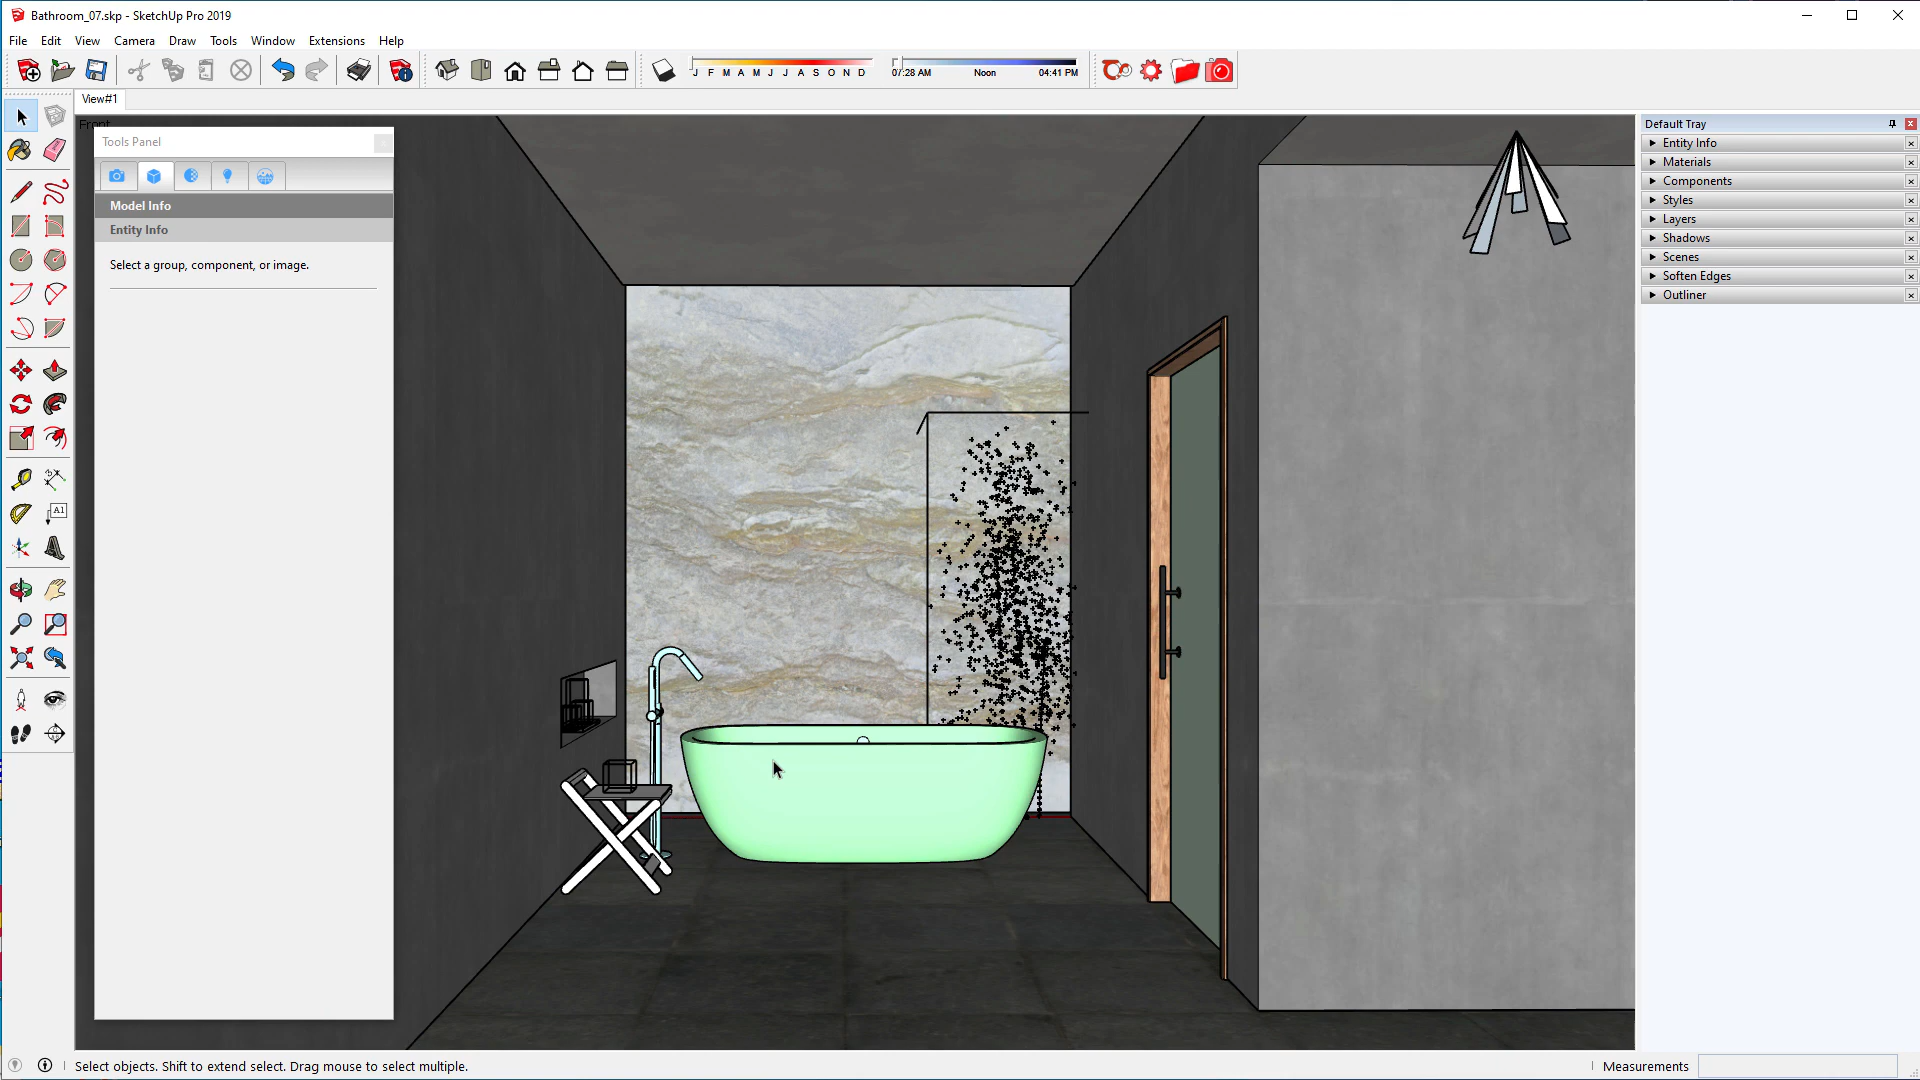 Bathroom_07.skp - SketchUp Pro 2019
File Edit View Camera Draw Tools Window Extensions Help
J F M A M J J A S O N D
07:28 AM Noon 04:41 PM
View#1
Front
Tools Panel
Model Info
Entity Info
Select a group, component, or image.
A1
Default Tray
Entity Info
Materials
Components
Styles
Layers
Shadows
Scenes
Soften Edges
Outliner
Select objects. Shift to extend select. Drag mouse to select multiple.
Measurements